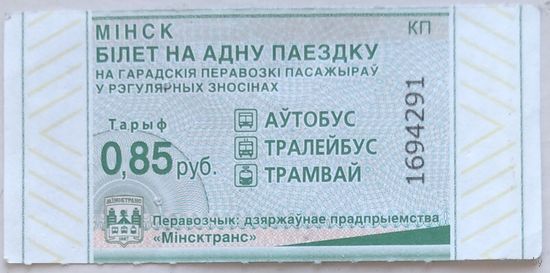 МІНСК
КП
БІЛЕТ НА АДНУ ПАЕЗДКУ
НА ГАРАДСКІЯ ПЕРАВОЗКІ ПАСАЖЫРАЎ
У РЭГУЛЯРНЫХ ЗНОСІНАХ
Тарыф
0,85 руб.
АЎТОБУС
ТРАЛЕЙБУС
ТРАМВАЙ
1694291
МІНСКТРАНС
Перавозчык: дзяржаўнае прадпрыемства
«Мінсктранс»